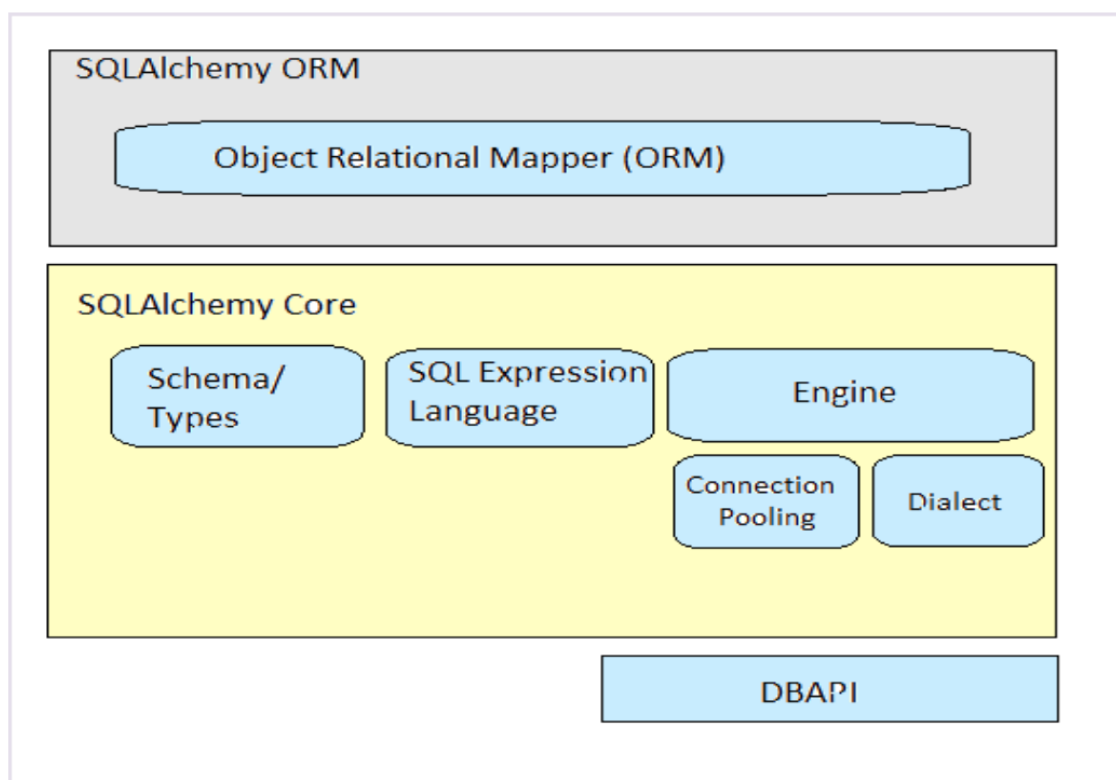 SQLAlchemy ORM
Object Relational Mapper (ORM)
SQLAlchemy Core
Schema/
Types
SQL Expression
Language
Engine
Connection
Pooling
Dialect
DBAPI